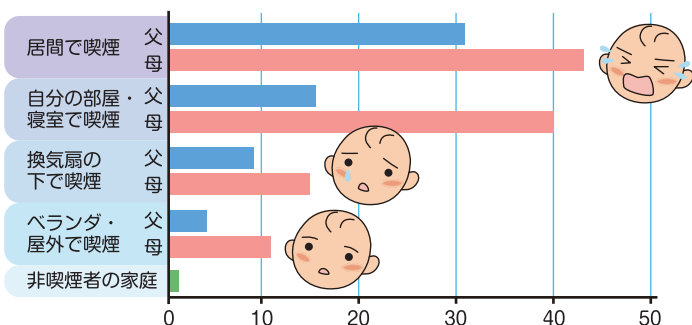 居間で喫煙
父
母
自分の部屋・
寝室で喫煙
父
母
換気扇の
下で喫煙
父
母
ベランダ・
屋外で喫煙
父
母
非喫煙者の家庭
0 10 20 30 40 50